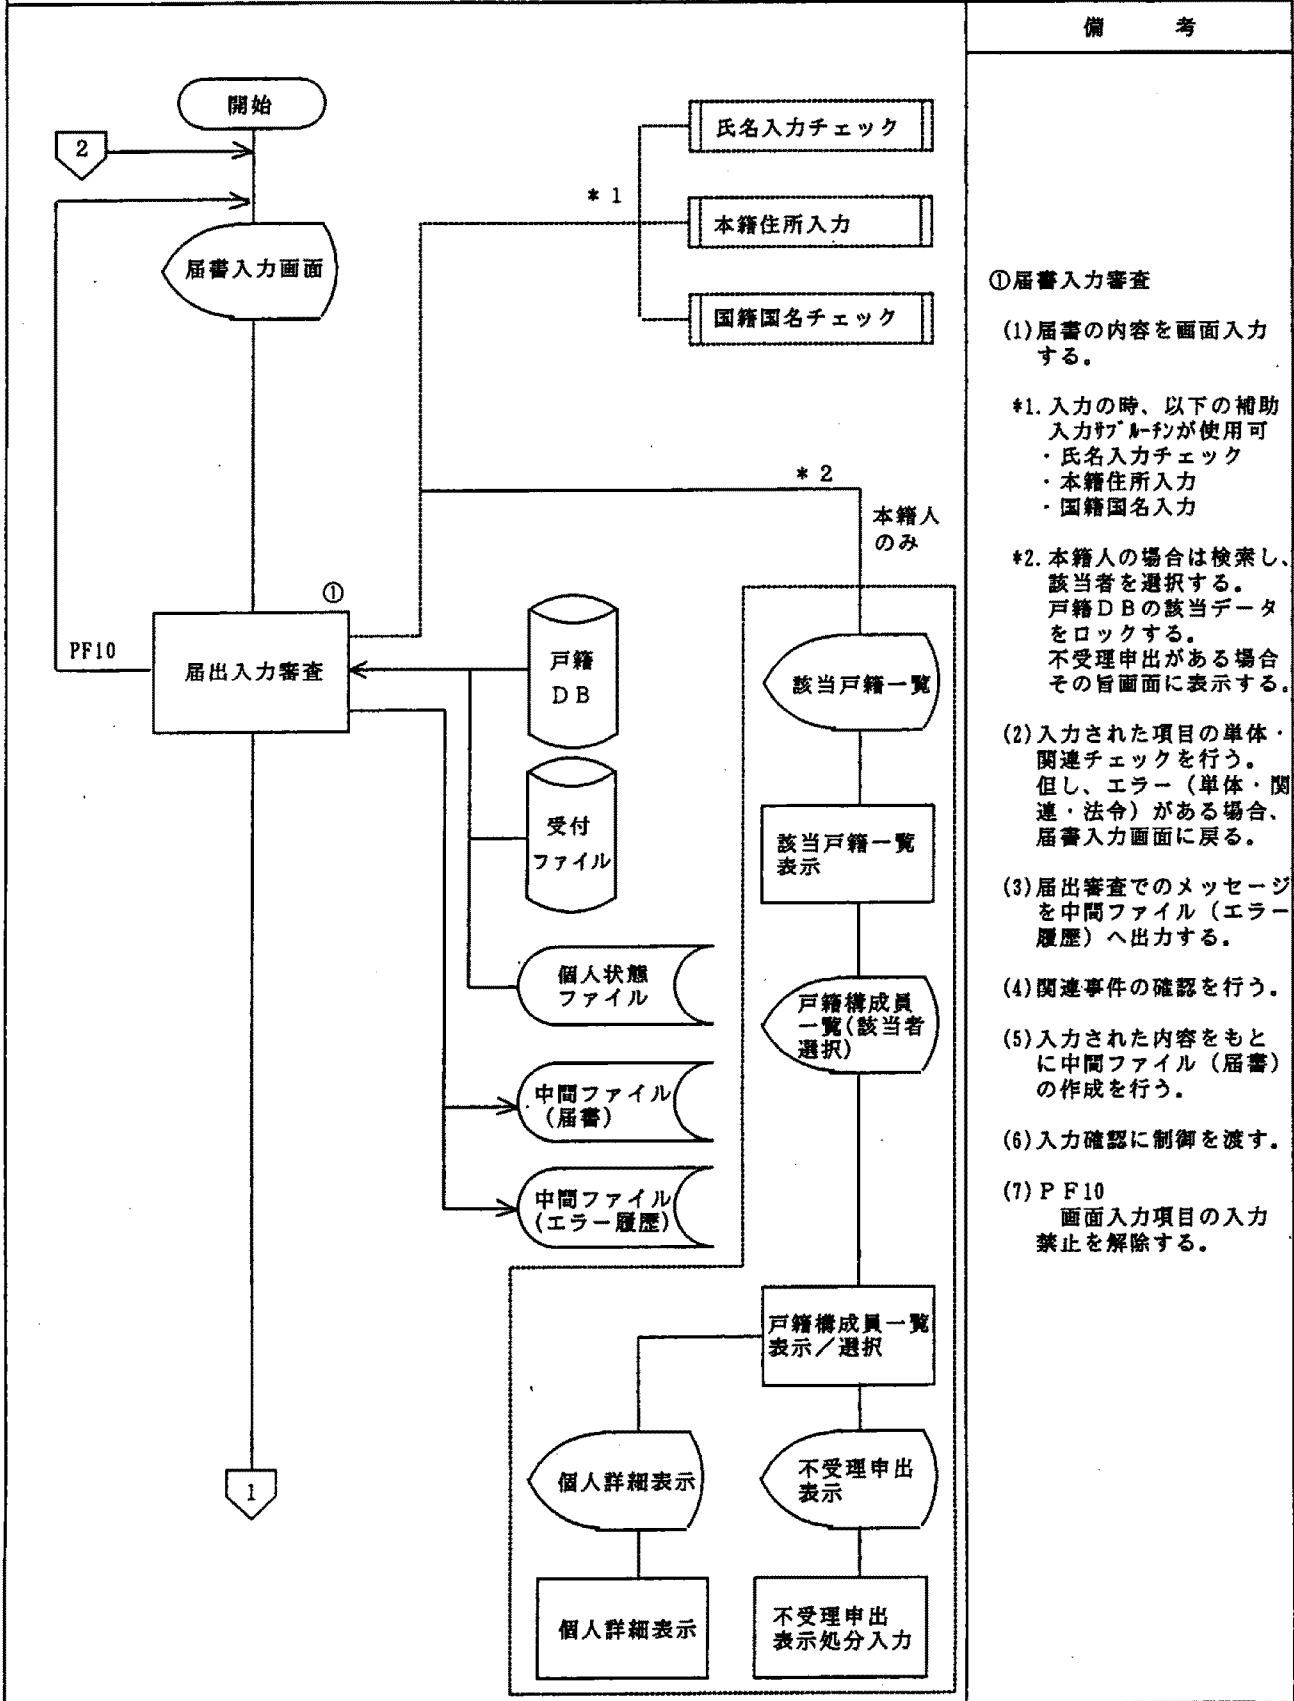 備　考
開始
2
氏名入力チェック
＊1
本籍住所入力
届書入力画面
国籍国名チェック
＊2
本籍人
のみ
①
PF10
届出入力審査
戸籍
ＤＢ
該当戸籍一覧
受付
ファイル
該当戸籍一覧
表示
個人状態
ファイル
戸籍構成員
一覧(該当者
選択)
中間ファイル
(届書)
中間ファイル
(エラー履歴)
戸籍構成員一覧
表示／選択
1
個人詳細表示
不受理申出
表示
個人詳細表示
不受理申出
表示処分入力
①届書入力審査
(1)届書の内容を画面入力
する。
*1.入力の時、以下の補助
入力ｻﾌﾞﾙｰﾁﾝが使用可
・氏名入力チェック
・本籍住所入力
・国籍国名入力
*2.本籍人の場合は検索し、
該当者を選択する。
戸籍ＤＢの該当データ
をロックする。
不受理申出がある場合
その旨画面に表示する。
(2)入力された項目の単体・
関連チェックを行う。
但し、エラー（単体・関
連・法令）がある場合、
届書入力画面に戻る。
(3)届出審査でのメッセージ
を中間ファイル（エラー
履歴）へ出力する。
(4)関連事件の確認を行う。
(5)入力された内容をもと
に中間ファイル（届書）
の作成を行う。
(6)入力確認に制御を渡す。
(7)ＰＦ10
画面入力項目の入力
禁止を解除する。